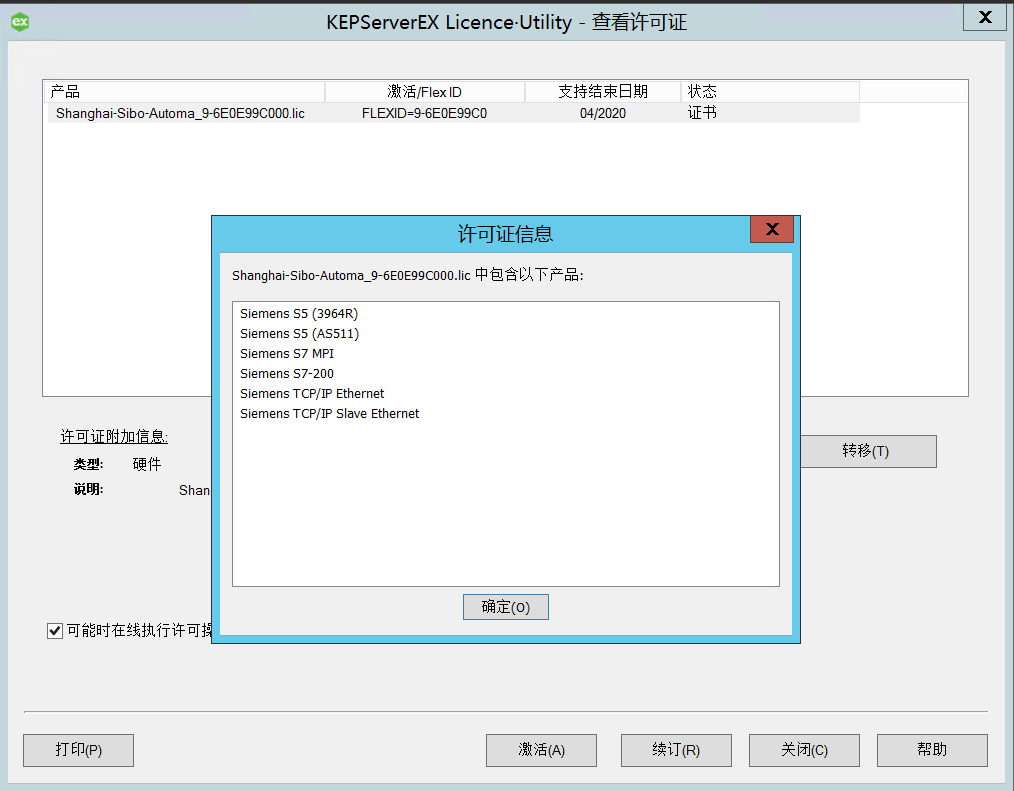 ex KEPServerEX Licence·Utility - 查看许可证 X
产品 激活/Flex ID 支持结束日期 状态
Shanghai-Sibo-Automa_9-6E0E99C000.lic FLEXID=9-6E0E99C0 04/2020 证书
许可证信息 X
Shanghai-Sibo-Automa_9-6E0E99C000.lic 中包含以下产品:
Siemens S5 (3964R)
Siemens S5 (AS511)
Siemens S7 MPI
Siemens S7-200
Siemens TCP/IP Ethernet
Siemens TCP/IP Slave Ethernet
确定(O)
许可证附加信息:
类型: 硬件
说明: Shan
转移(T)
可能时在线执行许可操
打印(P) 激活(A) 续订(R) 关闭(C) 帮助